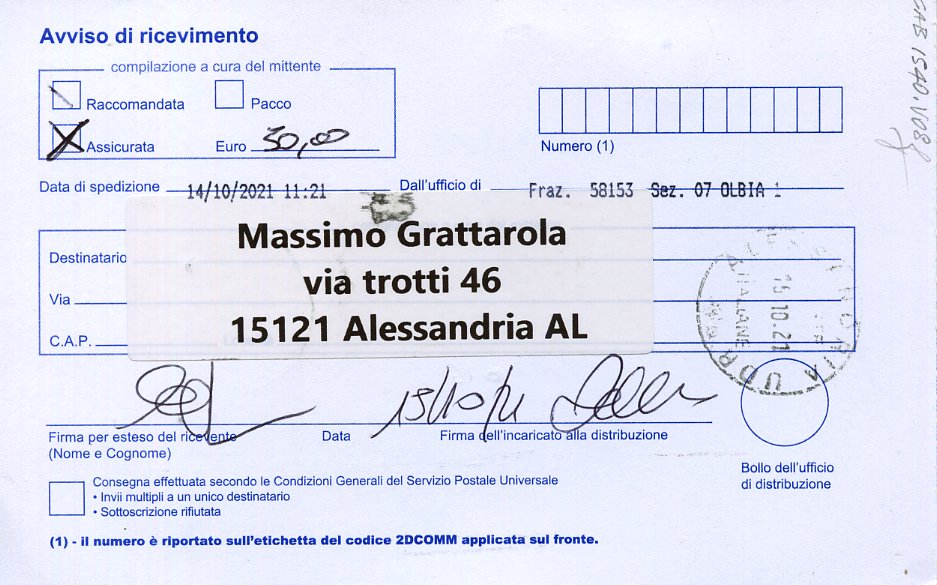 Avviso di ricevimento
compilazione a cura del mittente
Raccomandata Pacco
Assicurata Euro 50,00
Numero (1)
Data di spedizione 14/10/2021 11:21 Dall'ufficio di Fraz. 58153 Sez. 07 OLBIA 1
Destinatario
Via
C.A.P.
Massimo Grattarola
via trotti 46
15121 Alessandria AL
15.10.21
15/10/21
Firma per esteso del ricevente Data Firma dell'incaricato alla distribuzione
(Nome e Cognome)
Bollo dell'ufficio
di distribuzione
Consegna effettuata secondo le Condizioni Generali del Servizio Postale Universale
• Invii multipli a un unico destinatario
• Sottoscrizione rifiutata
(1) - il numero è riportato sull'etichetta del codice 2DCOMM applicata sul fronte.